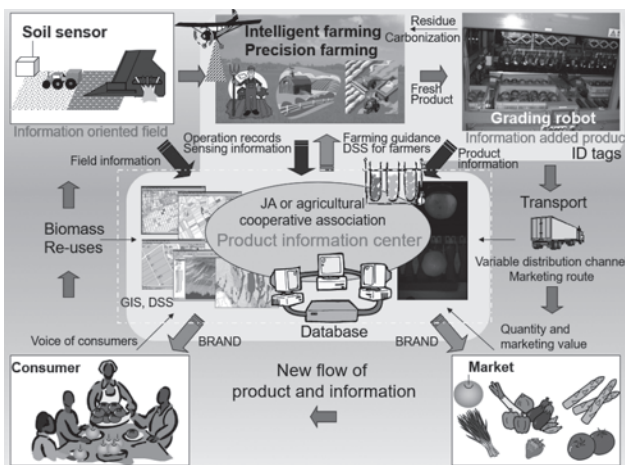 Soil sensor
Information oriented field
Intelligent farming
Precision farming
Residue
Carbonization
Fresh
Product
Grading robot
Information added product
ID tags
Field information
Operation records
Sensing information
Farming guidance
DSS for farmers
Product
information
JA or agricultural
cooperative association
Product information center
Biomass
Re-uses
Transport
Variable distribution channel
Marketing route
GIS, DSS
Database
Voice of consumers
BRAND
BRAND
Quantity and
marketing value
Consumer
New flow of
product and information
Market